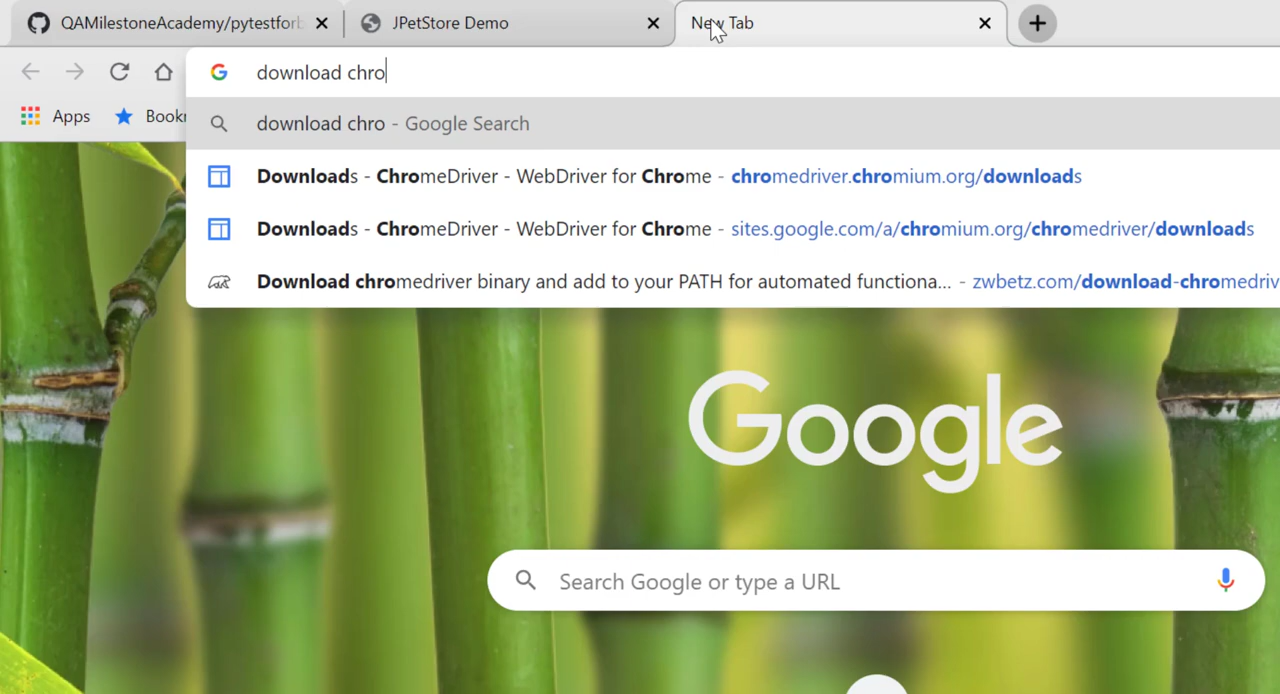 QAMilestoneAcademy/pytestforb
JPetStore Demo
New Tab
download chro
Apps
Bookr
download chro - Google Search
Downloads - ChromeDriver - WebDriver for Chrome - chromedriver.chromium.org/downloads
Downloads - ChromeDriver - WebDriver for Chrome - sites.google.com/a/chromium.org/chromedriver/downloads
Download chromedriver binary and add to your PATH for automated functiona... - zwbetz.com/download-chromedriv
Google
Search Google or type a URL